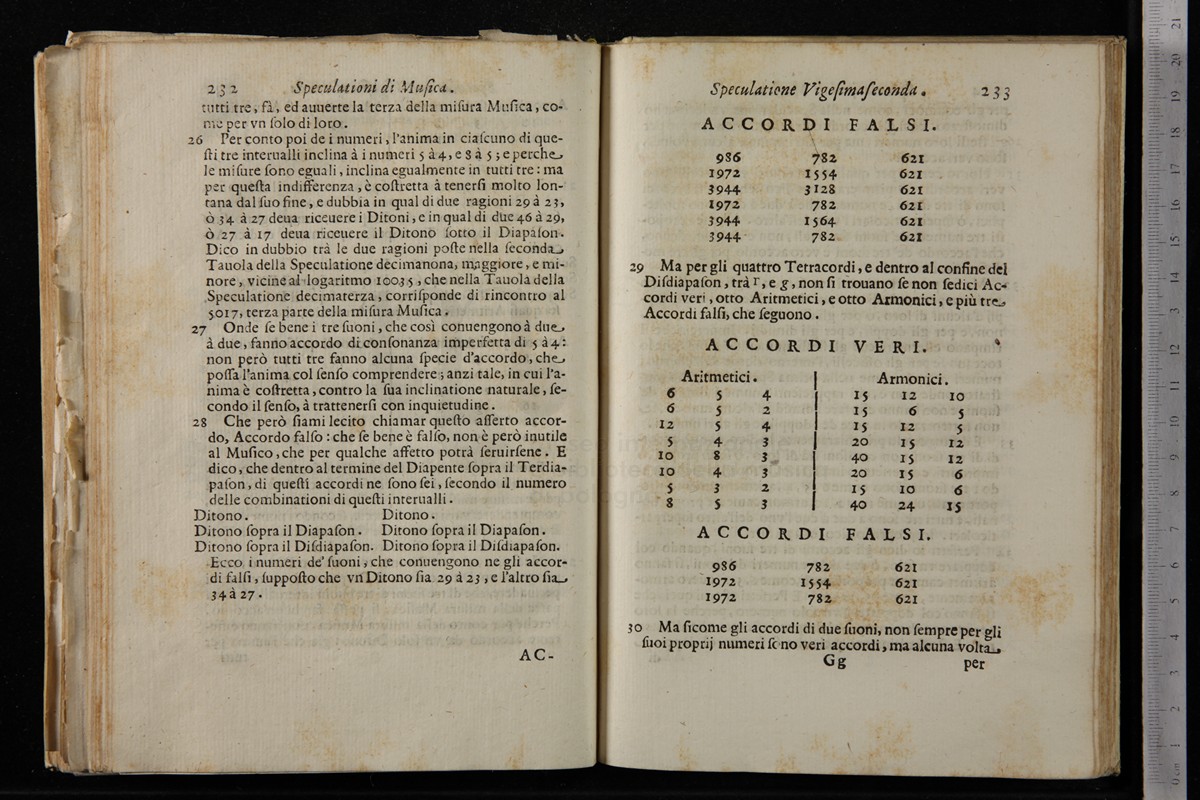 232 Speculationi di Musica.
tutti tre, fà, ed auuerte la terza della misura Musica, co-
me per vn solo di loro.
26 Per conto poi de i numeri, l'anima in ciascuno di que-
sti tre interualli inclina à i numeri 5 à 4, e 8 à 5; e perche
le misure sono eguali, inclina egualmente in tutti tre: ma
per questa indifferenza, è costretta à tenersi molto lon-
tana dal suo fine, e dubbia in qual di due ragioni 29 à 23,
ò 34 à 27 deua riceuere i Ditoni, e in qual di due 46 à 29,
ò 27 à 17 deua riceuere il Ditono sotto il Diapason.
Dico in dubbio trà le due ragioni poste nella seconda
Tauola della Speculatione decimanona, maggiore, e mi-
nore, vicine al logaritmo 10035, che nella Tauola della
Speculatione decimaterza, corrisponde di rincontro al
5017, terza parte della misura Musica.
27 Onde se bene i tre suoni, che così conuengono à due
à due, fanno accordo di consonanza imperfetta di 5 à 4:
non però tutti tre fanno alcuna specie d'accordo, che
possa l'anima col senso comprendere; anzi tale, in cui l'a-
nima è costretta, contro la sua inclinatione naturale, se-
condo il senso, à trattenersi con inquietudine.
28 Che però siami lecito chiamar questo asserto accor-
do, Accordo falso: che se bene è falso, non è però inutile
al Musico, che per qualche affetto potrà seruirsene. E
dico, che dentro al termine del Diapente sopra il Terdia-
pason, di questi accordi ne sono sei, secondo il numero
delle combinationi di questi interualli.
Ditono. Ditono.
Ditono sopra il Diapason. Ditono sopra il Diapason.
Ditono sopra il Disdiapason. Ditono sopra il Disdiapason.
Ecco i numeri de' suoni, che conuengono ne gli accor-
di falsi, supposto che vn Ditono sia 29 à 23, e l'altro sia
34 à 27.
AC-
Speculatione Vigesimaseconda. 233
ACCORDI FALSI.
986 782 621
1972 1554 621
3944 3128 621
1972 782 621
3944 1564 621
3944 782 621
29 Ma per gli quattro Tetracordi, e dentro al confine del
Disdiapason, trà Γ, e g, non si trouano se non sedici Ac-
cordi veri, otto Aritmetici, e otto Armonici, e più tre
Accordi falsi, che seguono.
ACCORDI VERI.
Aritmetici. Armonici.
6 5 4 15 12 10
6 5 2 15 6 5
12 5 4 15 12 5
5 4 3 20 15 12
10 8 3 40 15 12
10 4 3 20 15 6
5 3 2 15 10 6
8 5 3 40 24 15
ACCORDI FALSI.
986 782 621
1972 1554 621
1972 782 621
30 Ma sicome gli accordi di due suoni, non sempre per gli
suoi proprij numeri sono veri accordi, ma alcuna volta
Gg per